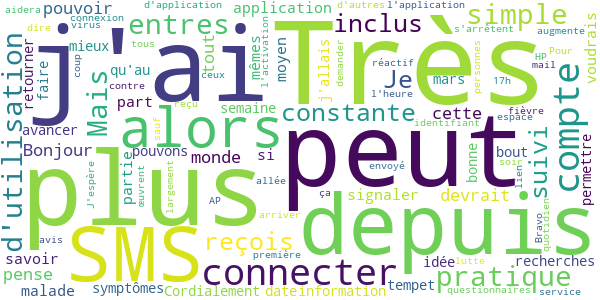 aidera pouvoir d'application d'autres l'application
connexion virus entres application s'arrêtent simple
dire tous inclus augmente Pour
d'utilisation retourner faire Mais mieux qu'au tout mêmes moyen l'activation j'allais demander réactif personnes HP voudrais
j'ai Très
coup ceux Je mars 17h mail
contre l'heure fièvre
avancer part reçu semaine constante cette identifiant espace compte
plus alors peut
Bonjour pouvons sauf monde si bonne bout suivi permettre
J'espère partie œuvrent largement allée envoyé soir lien
SMS ça signaler devrait depuis
savoir avis AP arriver
reçois première idée Bravo quotidien recherches
pense connecter lutte pratique
malade symptômes Cordialement date information tempet questionnaires service